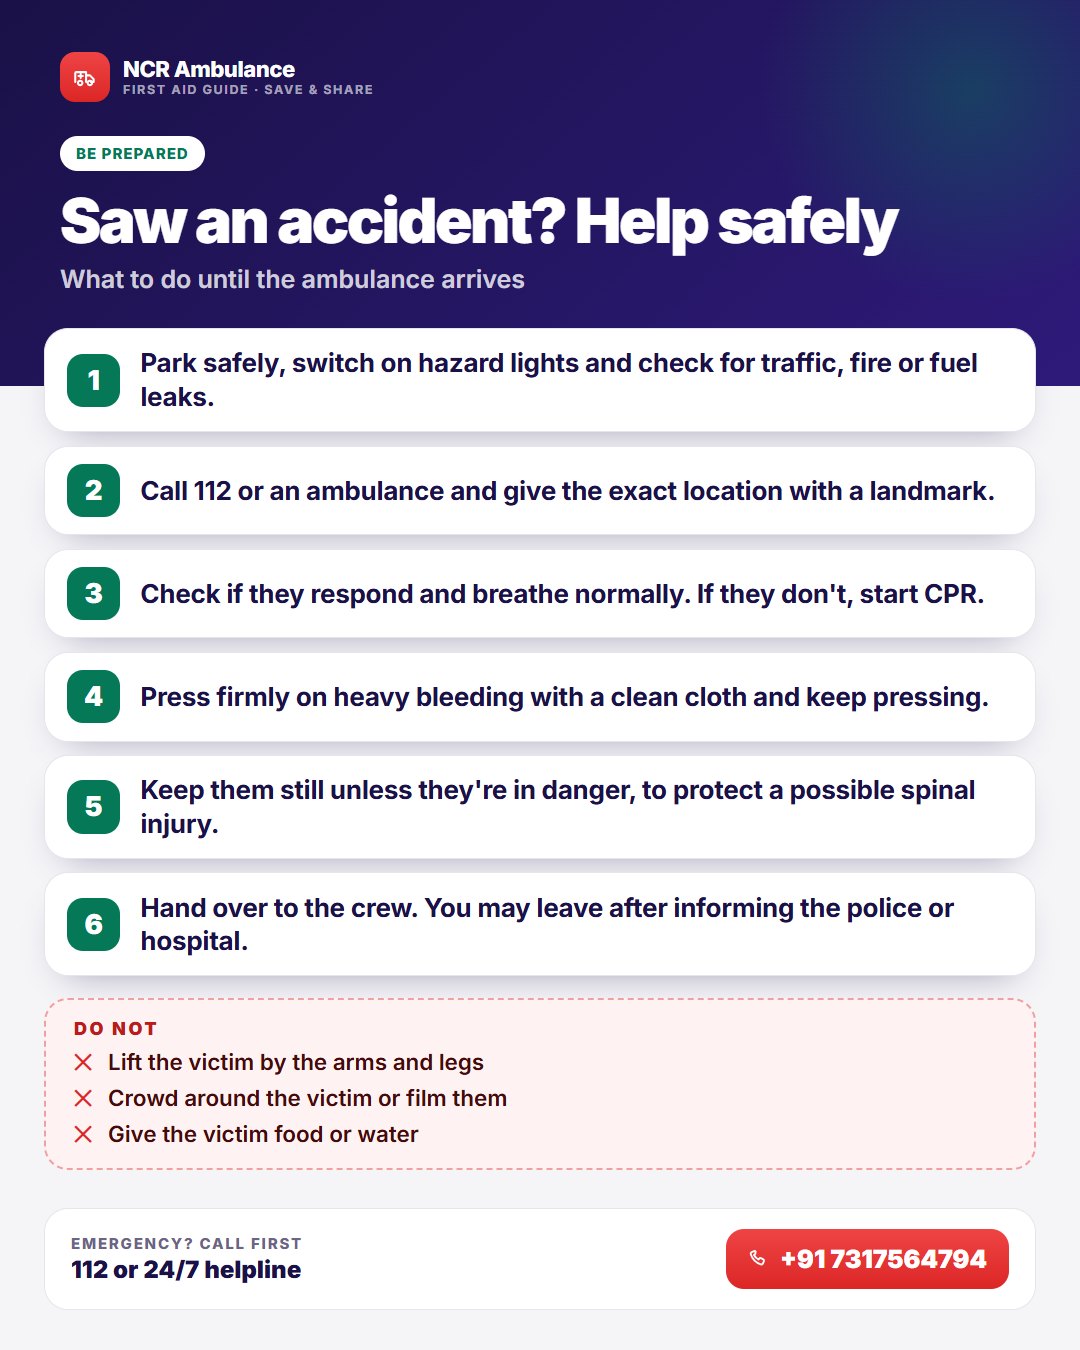 NCR Ambulance
FIRST AID GUIDE · SAVE & SHARE
BE PREPARED
Saw an accident? Help safely
What to do until the ambulance arrives
1
Park safely, switch on hazard lights and check for traffic, fire or fuel
leaks.
2
Call 112 or an ambulance and give the exact location with a landmark.
3
Check if they respond and breathe normally. If they don't, start CPR.
4
Press firmly on heavy bleeding with a clean cloth and keep pressing.
5
Keep them still unless they're in danger, to protect a possible spinal
injury.
6
Hand over to the crew. You may leave after informing the police or
hospital.
DO NOT
Lift the victim by the arms and legs
Crowd around the victim or film them
Give the victim food or water
EMERGENCY? CALL FIRST
112 or 24/7 helpline
+91 7317564794